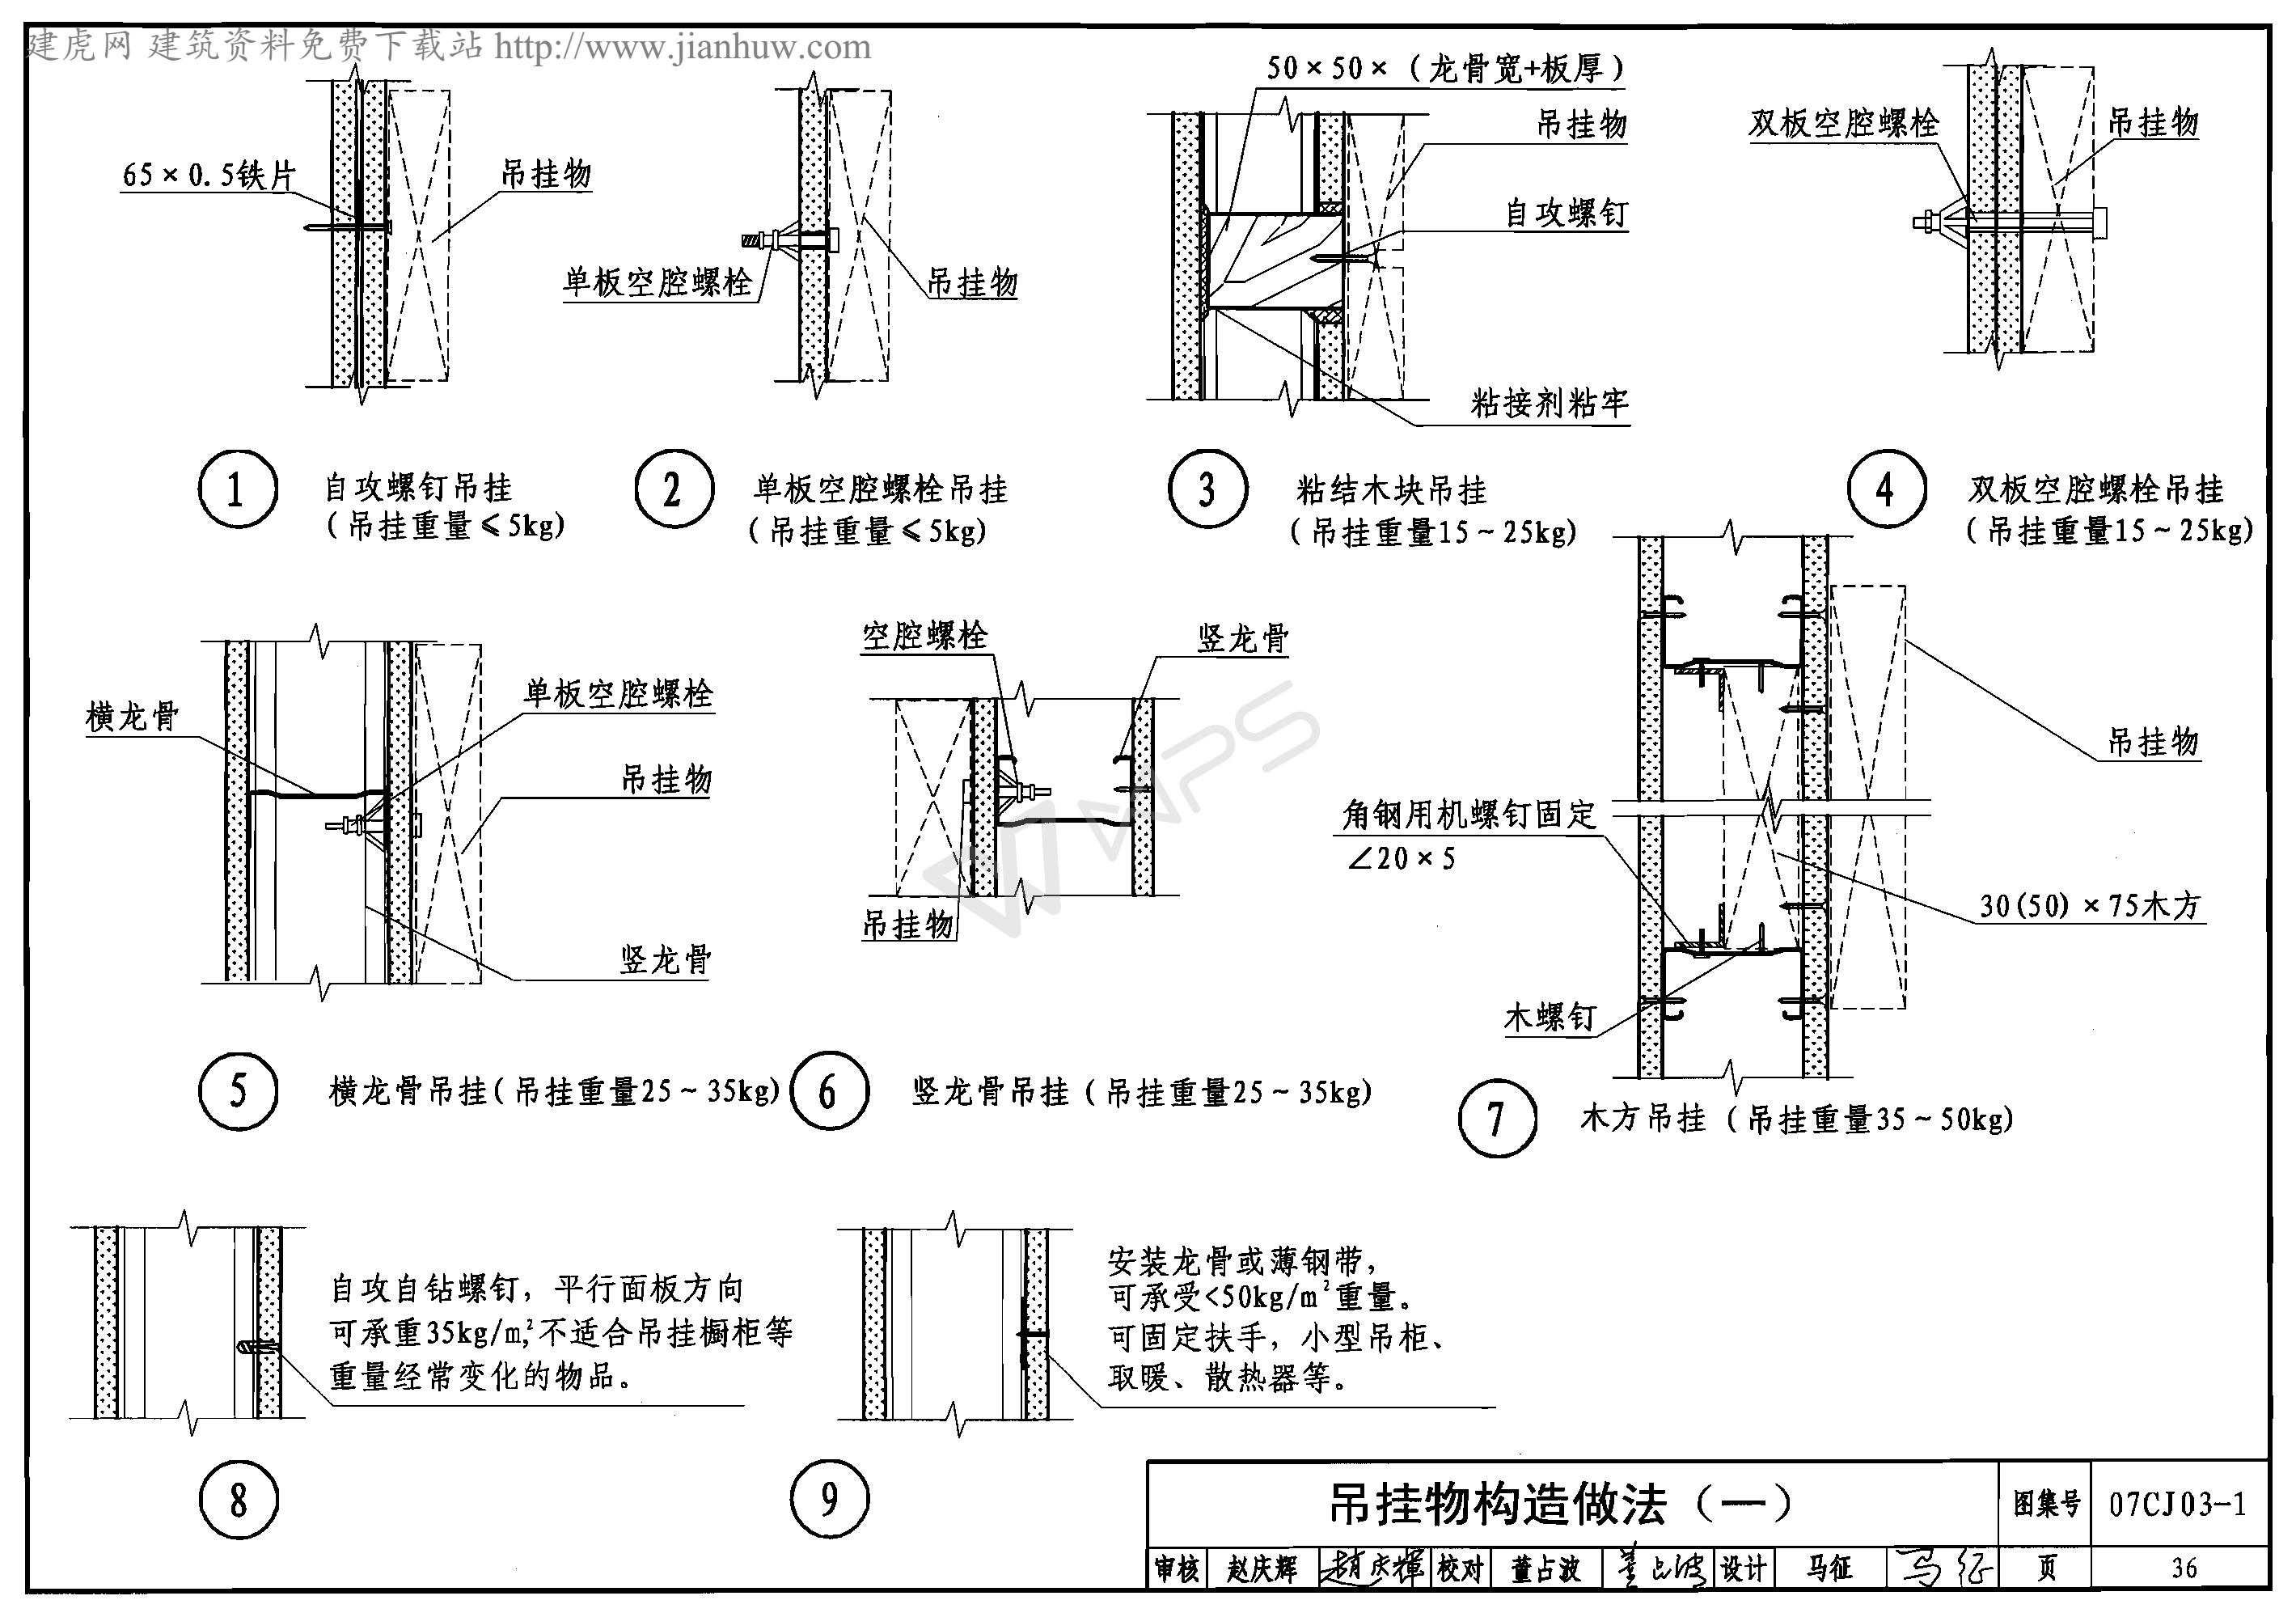 建虎网 建筑资料免费下载站 http://www.jianhuw.com
65×0.5铁片
吊挂物
单板空腔螺栓
吊挂物
50×50×（龙骨宽+板厚）
吊挂物
自攻螺钉
粘接剂粘牢
双板空腔螺栓
吊挂物
1
自攻螺钉吊挂
(吊挂重量≤5kg)
2
单板空腔螺栓吊挂
(吊挂重量≤5kg)
3
粘结木块吊挂
(吊挂重量15～25kg)
4
双板空腔螺栓吊挂
(吊挂重量15～25kg)
横龙骨
单板空腔螺栓
吊挂物
竖龙骨
空腔螺栓
竖龙骨
吊挂物
WPS
吊挂物
角钢用机螺钉固定
∠20×5
30(50)×75木方
木螺钉
5
横龙骨吊挂(吊挂重量25～35kg)
6
竖龙骨吊挂(吊挂重量25～35kg)
7
木方吊挂(吊挂重量35～50kg)
自攻自钻螺钉，平行面板方向
可承重35kg/m²,不适合吊挂橱柜等
重量经常变化的物品。
8
安装龙骨或薄钢带，
可承受<50kg/m²重量。
可固定扶手，小型吊柜、
取暖、散热器等。
9
吊挂物构造做法（一）
图集号
07CJ03-1
审核 赵庆辉 赵庆辉 校对 董占波 董占波 设计 马征 马征 页 36